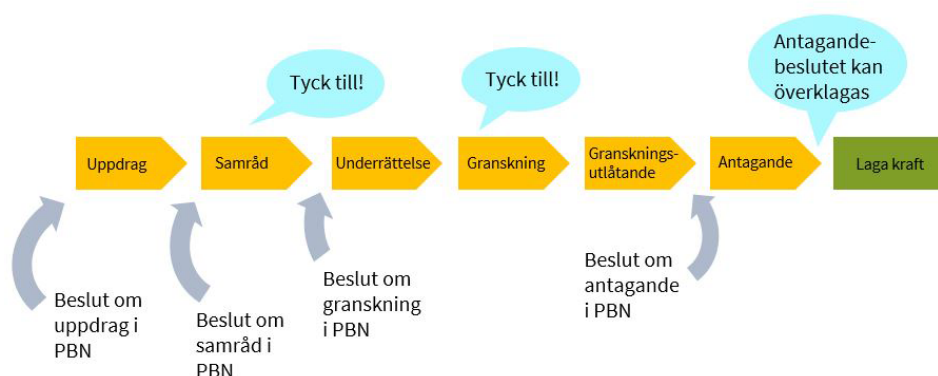 Tyck till!
Tyck till!
Antagande-
beslutet kan
överklagas
Uppdrag
Samråd
Underrättelse
Granskning
Gransknings-
utlåtande
Antagande
Laga kraft
Beslut om
uppdrag i
PBN
Beslut om
samråd i
PBN
Beslut om
granskning
i PBN
Beslut om
antagande
i PBN